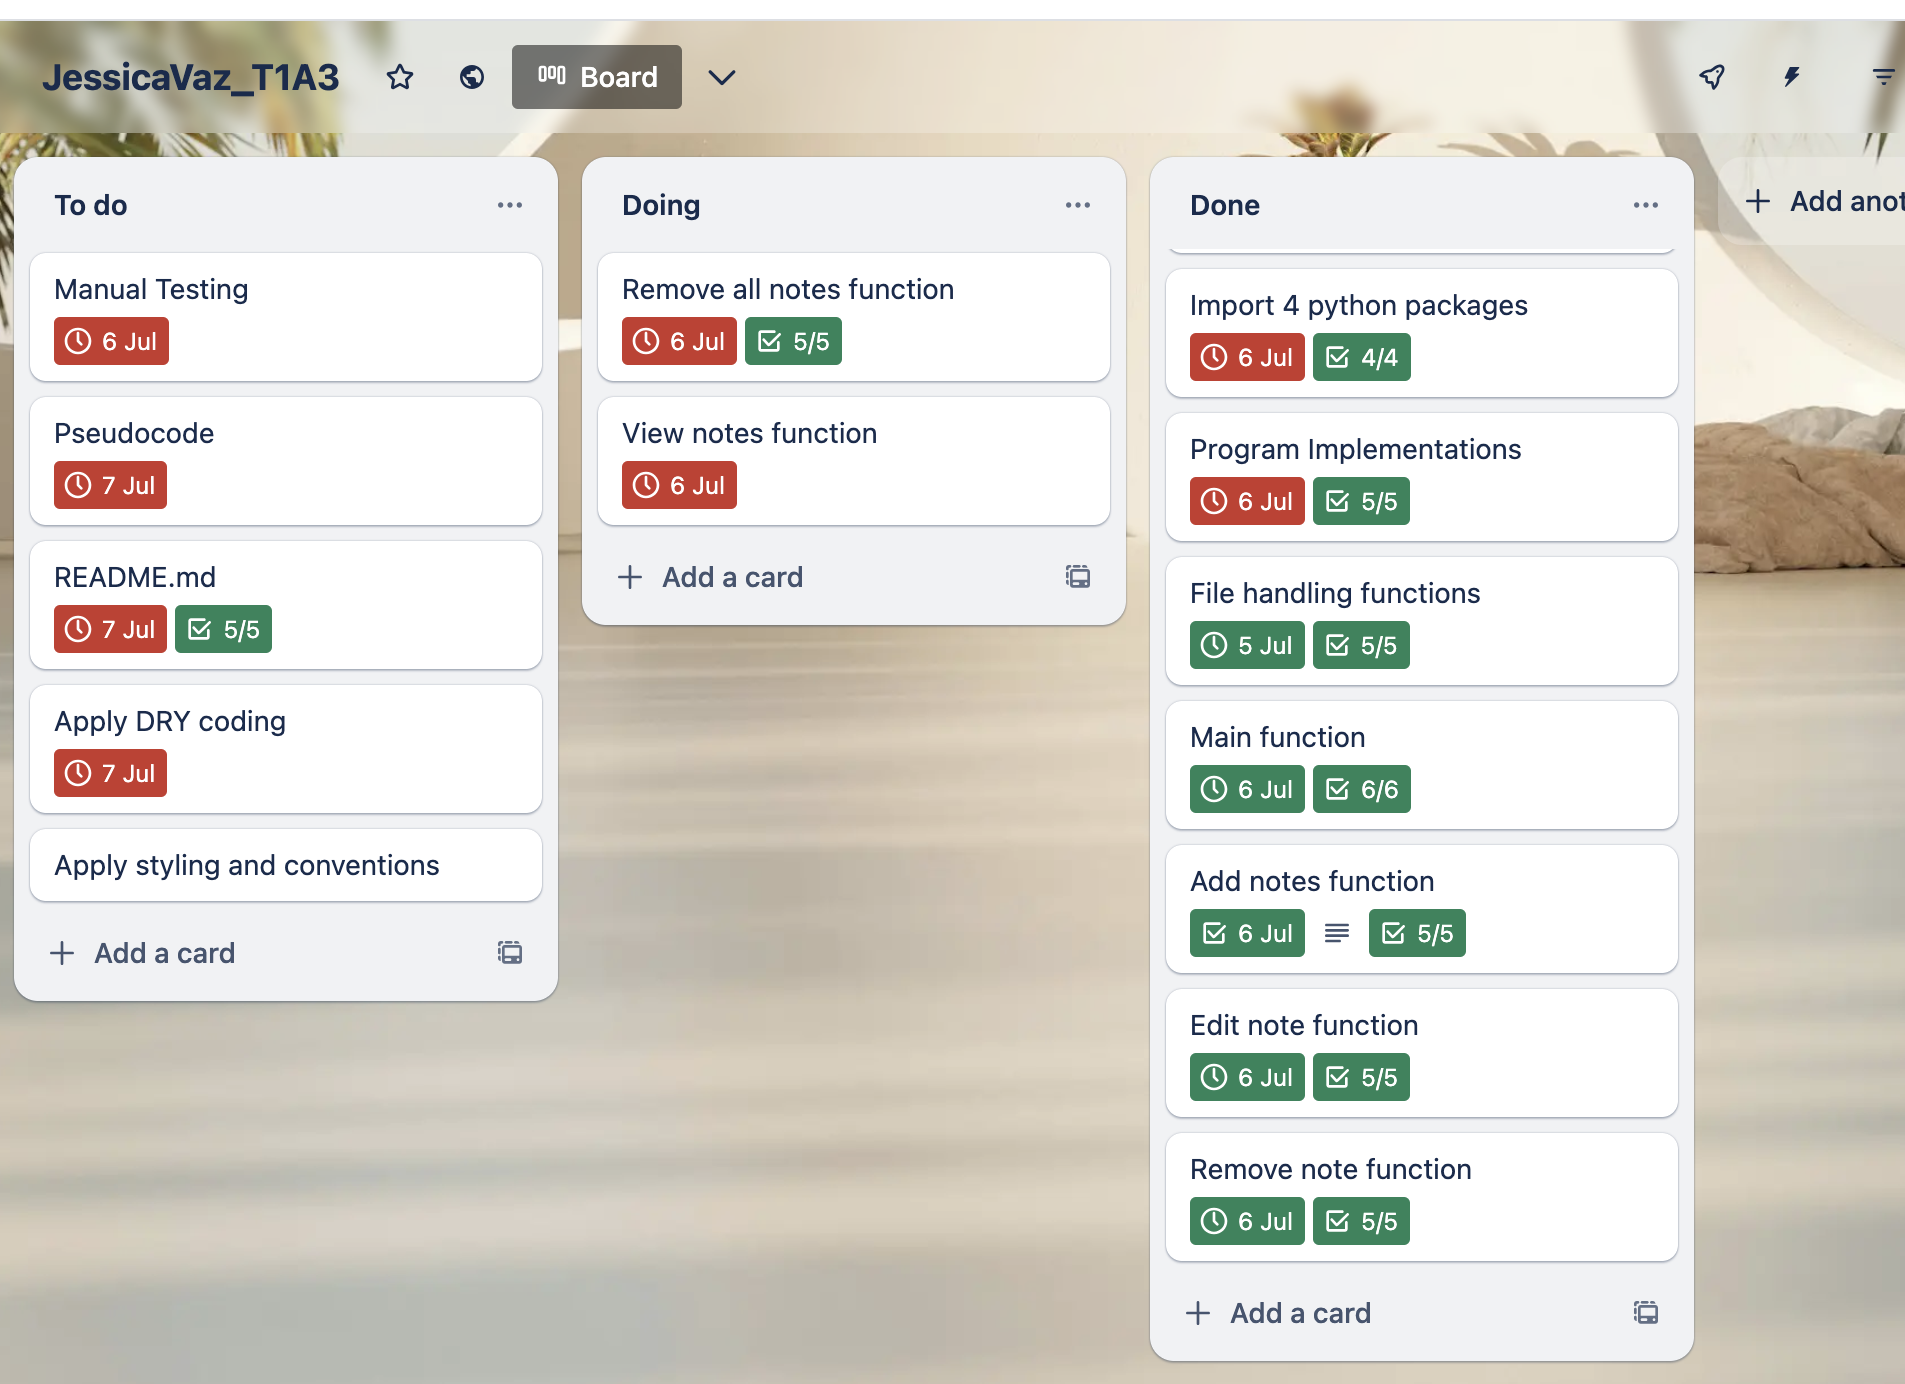 JessicaVaz_T1A3
Board
To do
Manual Testing
6 Jul
Pseudocode
7 Jul
README.md
7 Jul 5/5
Apply DRY coding
7 Jul
Apply styling and conventions
Add a card
Doing
Remove all notes function
6 Jul 5/5
View notes function
6 Jul
Add a card
Done
Import 4 python packages
6 Jul 4/4
Program Implementations
6 Jul 5/5
File handling functions
5 Jul 5/5
Main function
6 Jul 6/6
Add notes function
6 Jul 5/5
Edit note function
6 Jul 5/5
Remove note function
6 Jul 5/5
Add a card
Add anot